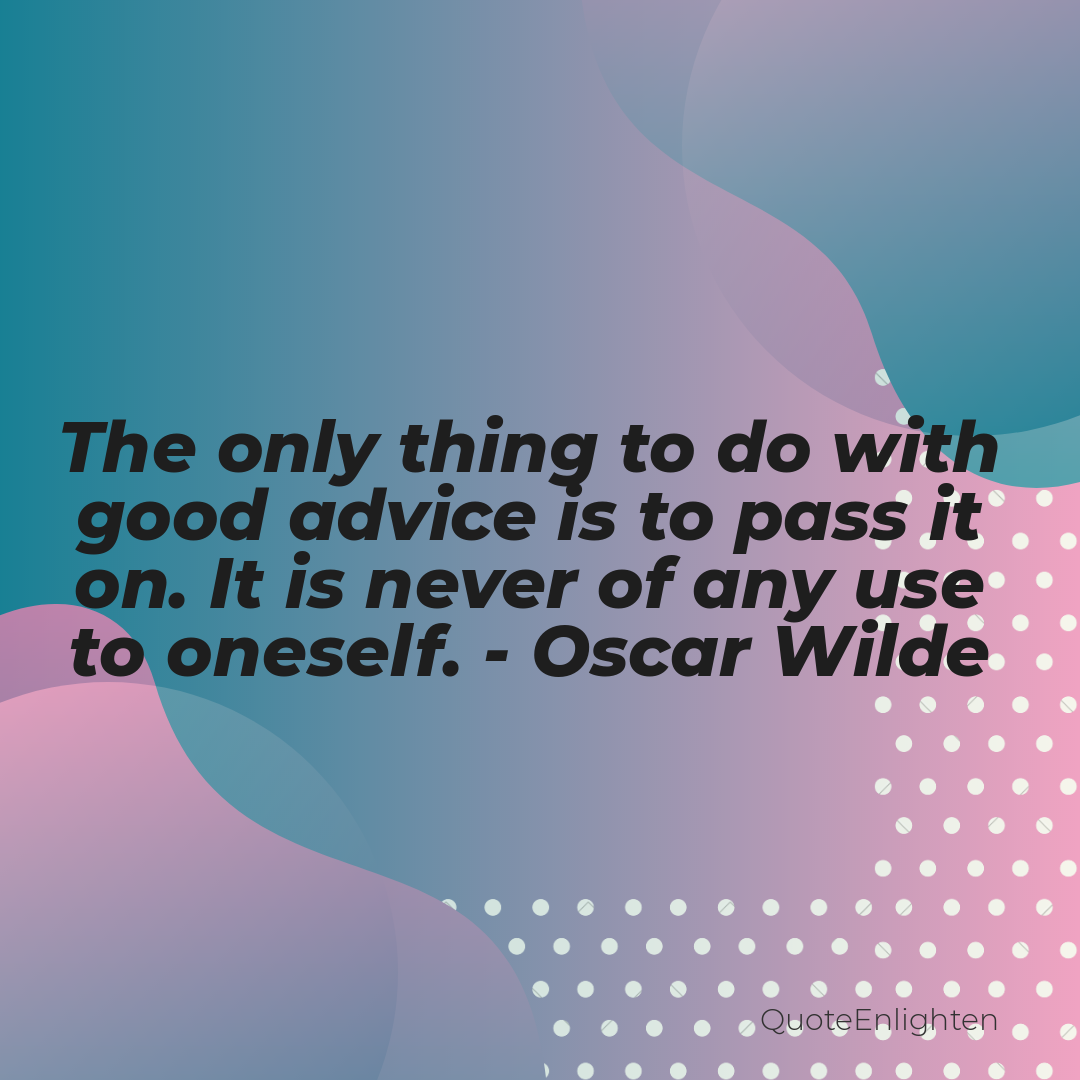 The only thing to do with
good advice is to pass it
on. It is never of any use
to oneself. - Oscar Wilde
QuoteEnlighten